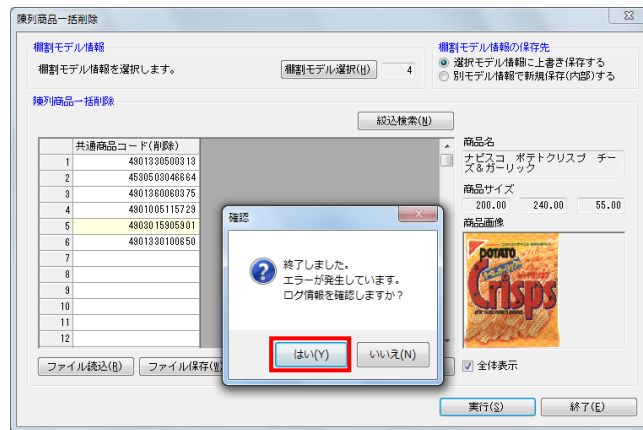 陳列商品一括削除
棚割モデル情報
棚割モデル情報を選択します。
棚割モデル選択(H)
4
棚割モデル情報の保存先
選択モデル情報に上書き保存する
別モデル情報で新規保存(内部)する
陳列商品一括削除
絞込検索(N)
共通商品コード(削除)
1 4901330500313
2 4530503046664
3 4901360060375
4 4901005115729
5 4903015905901
6 4901330100650
7
8
9
10
11
12
商品名
ナビスコ ポテトクリスプ チー
ズ&ガーリック
商品サイズ
200.00 240.00 55.00
商品画像
POTATO
Crisps
確認
終了しました。
エラーが発生しています。
ログ情報を確認しますか？
はい(Y)
いいえ(N)
ファイル読込(R)
ファイル保存(W)
全体表示
実行(S)
終了(E)